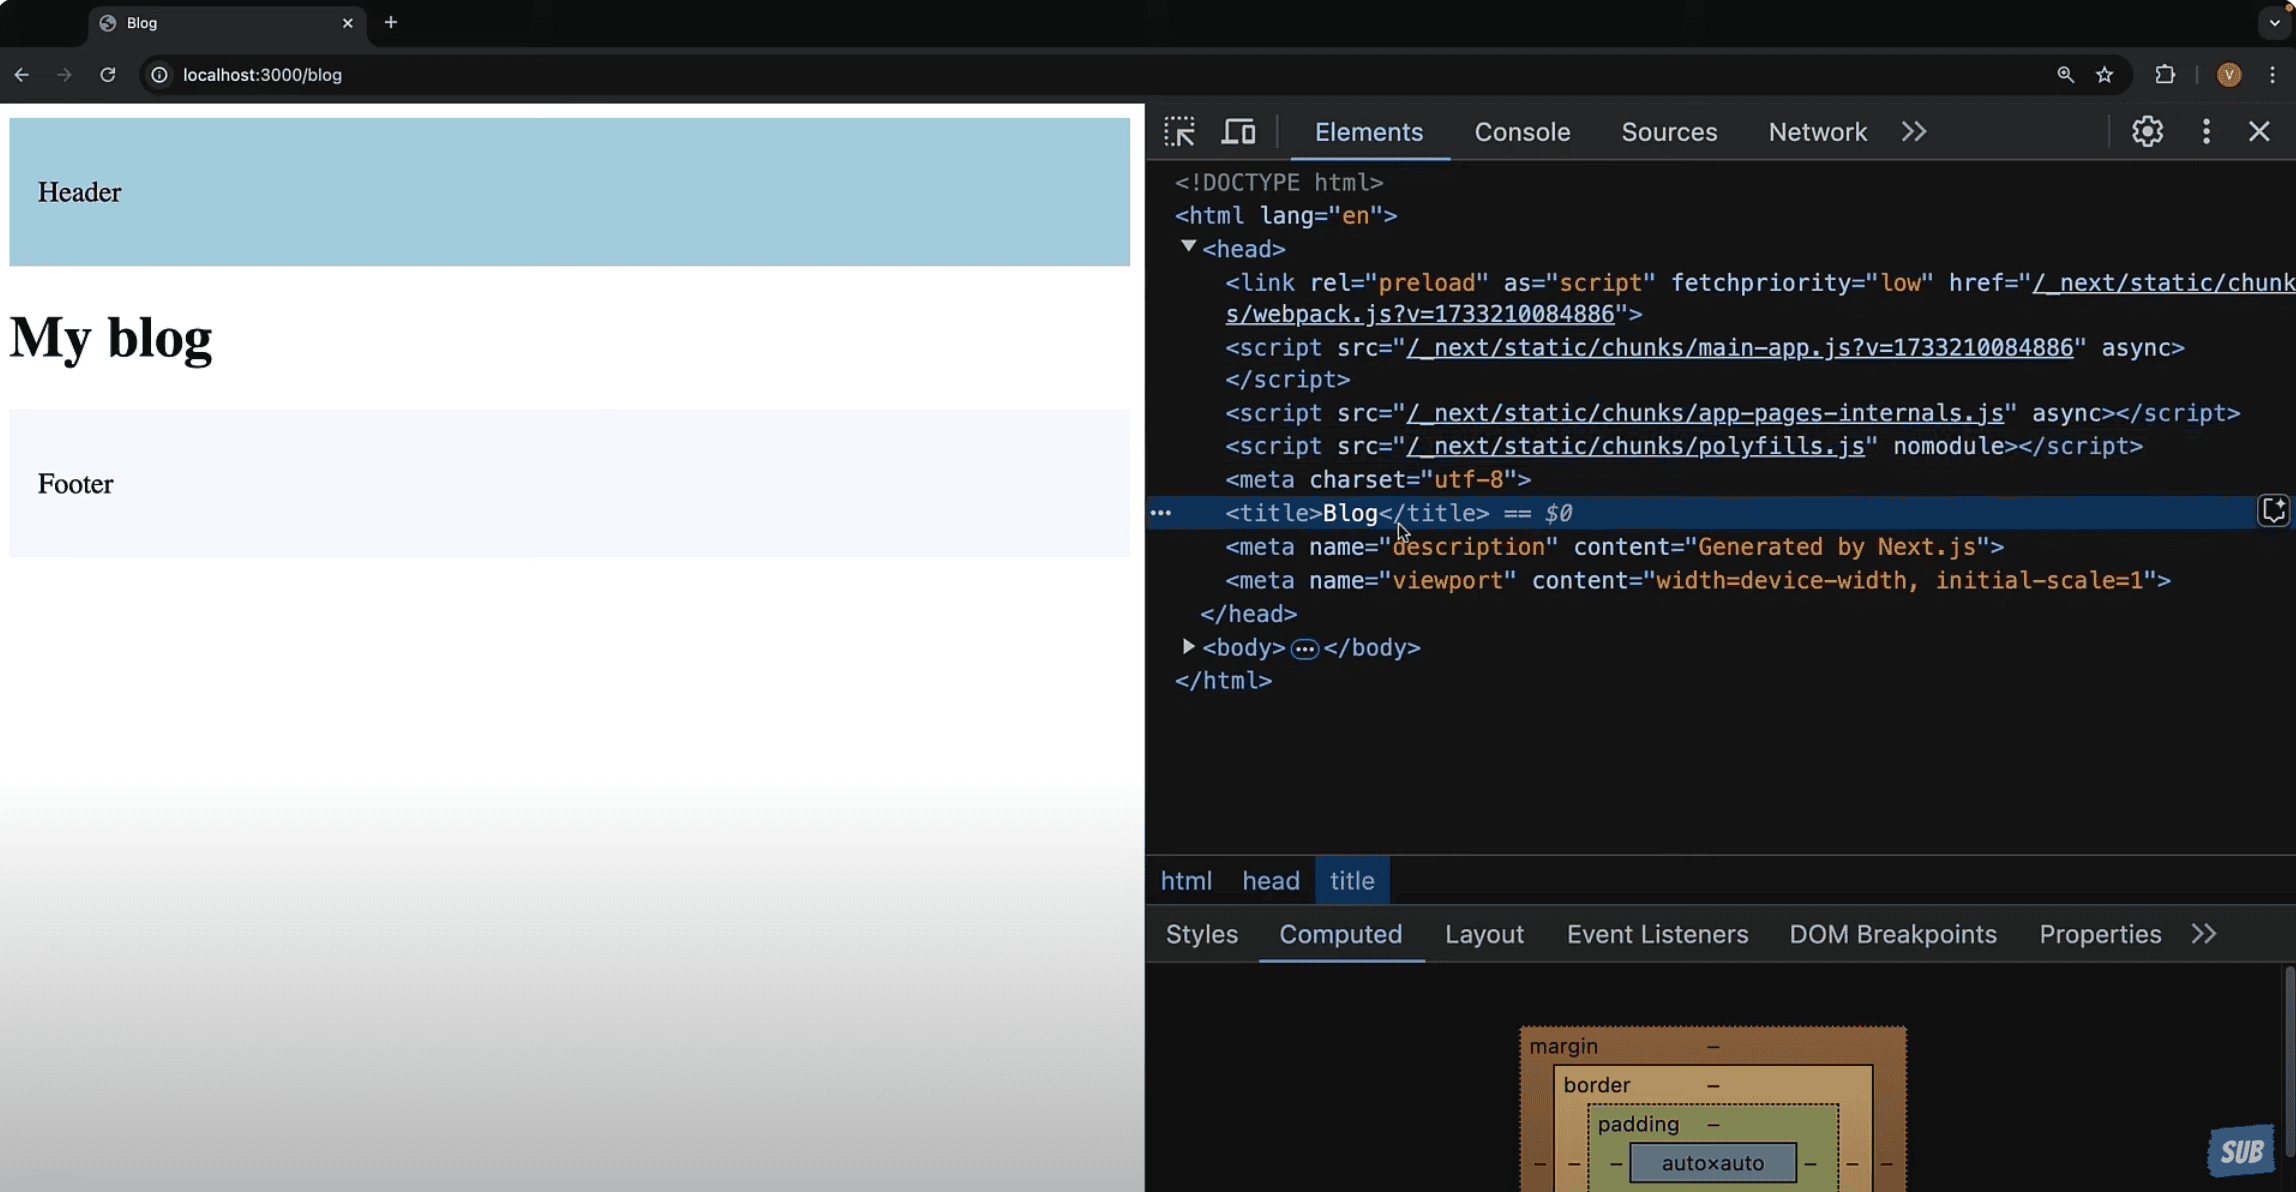 Blog
localhost:3000/blog
V
Header
My blog
Footer
Elements Console Sources Network
<!DOCTYPE html>
<html lang="en">
<head>
<link rel="preload" as="script" fetchpriority="low" href="/_next/static/chunk
s/webpack.js?v=1733210084886">
<script src="/_next/static/chunks/main-app.js?v=1733210084886" async>
</script>
<script src="/_next/static/chunks/app-pages-internals.js" async></script>
<script src="/_next/static/chunks/polyfills.js" nomodule></script>
<meta charset="utf-8">
<title>Blog</title> == $0
<meta name="description" content="Generated by Next.js">
<meta name="viewport" content="width=device-width, initial-scale=1">
</head>
<body>…</body>
</html>
html head title
Styles Computed Layout Event Listeners DOM Breakpoints Properties
margin –
border –
padding –
– – – auto×auto – – –
SUB